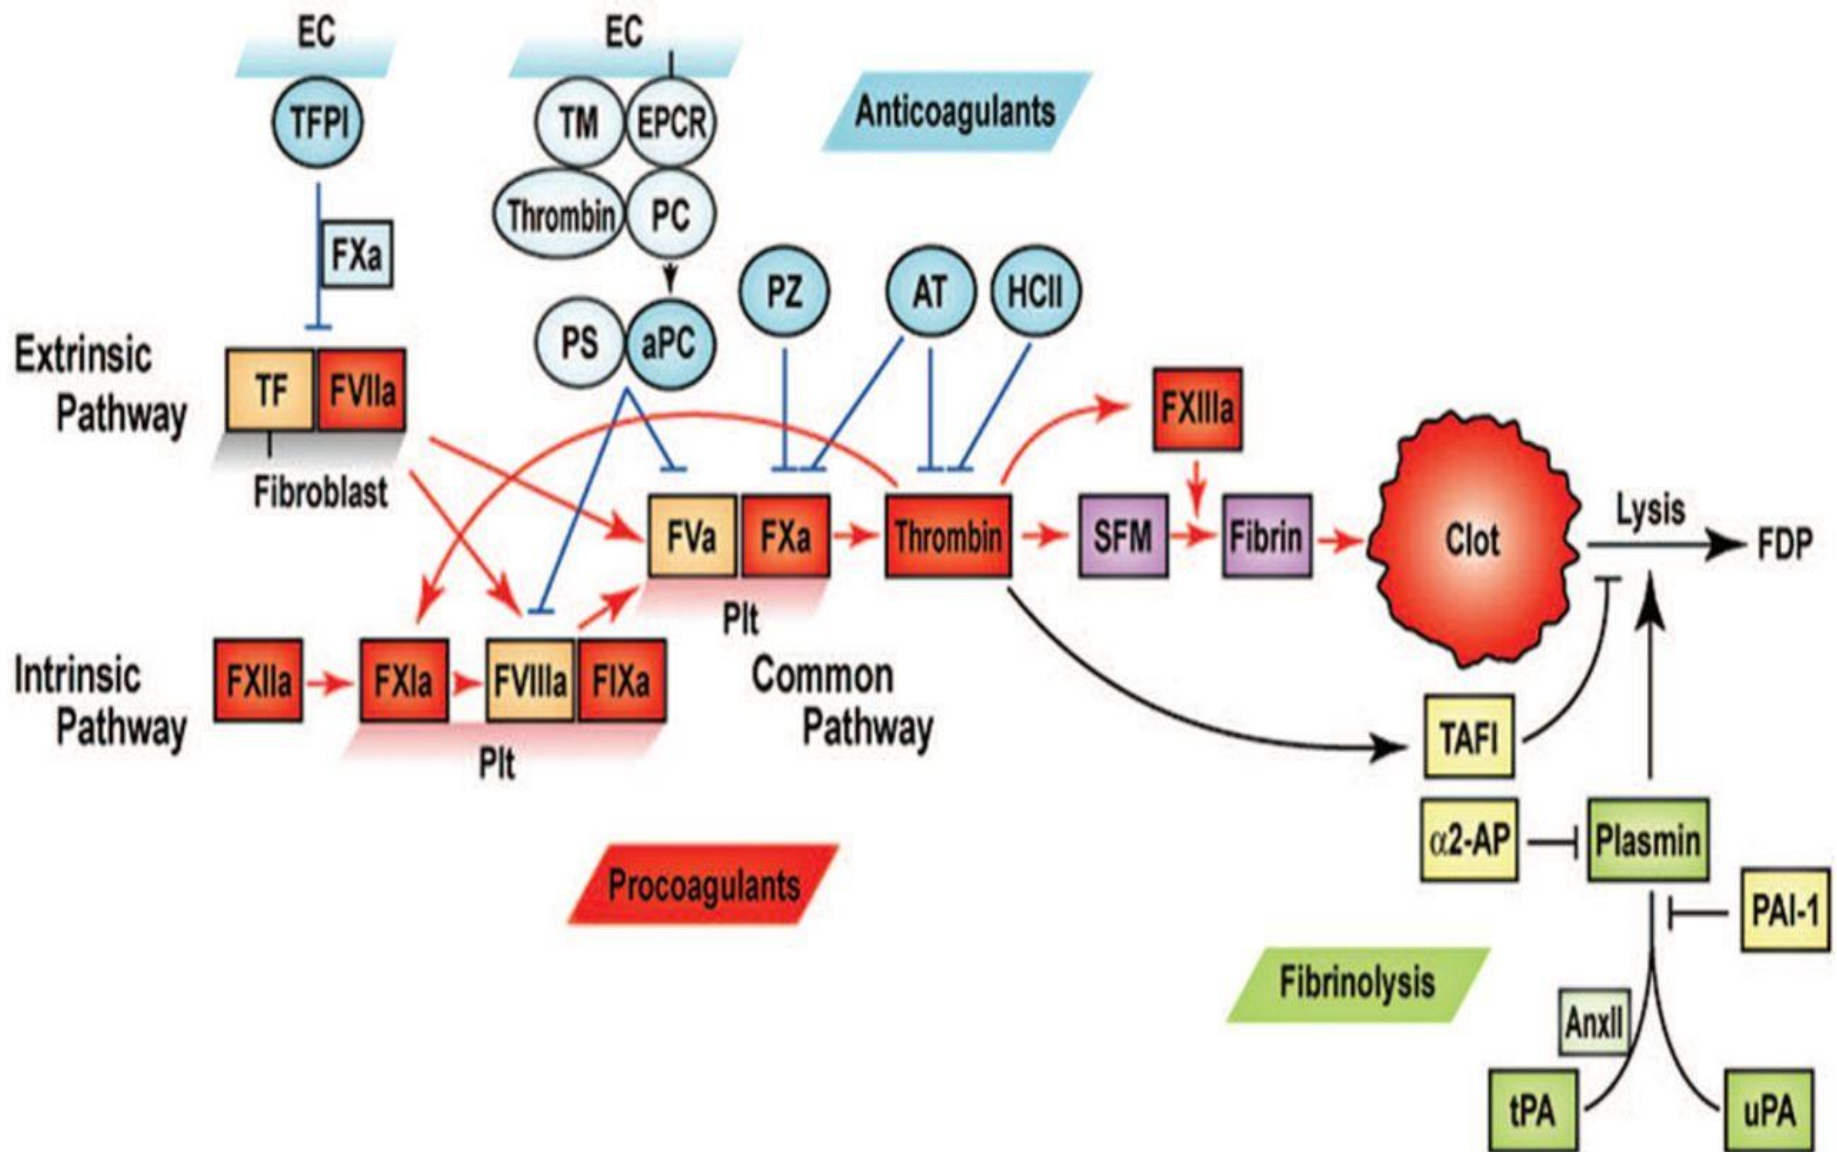 EC
EC
TFPI
TM
EPCR
Anticoagulants
Thrombin
PC
FXa
PZ
AT
HCII
PS
aPC
Extrinsic
Pathway
TF
FVIIa
Fibroblast
FXIIIa
FVa
FXa
Thrombin
SFM
Fibrin
Clot
Lysis
FDP
Plt
Intrinsic
Pathway
FXIIa
FXIa
FVIIIa
FIXa
Plt
Common
Pathway
TAFI
α2-AP
Plasmin
Procoagulants
PAI-1
Fibrinolysis
AnxII
tPA
uPA